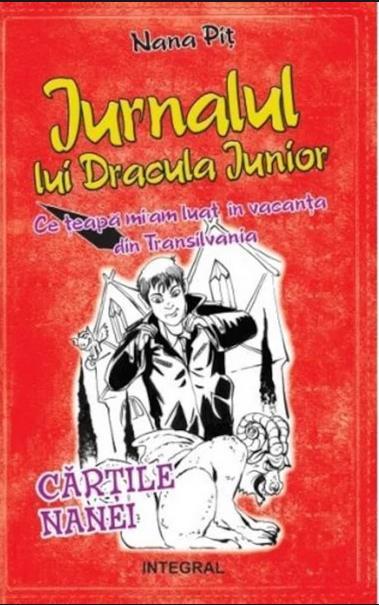 Nana Piț
Jurnalul
lui Dracula Junior
Ce țeapă mi-am luat în vacanța
din Transilvania
CĂRȚILE
NANEI
INTEGRAL